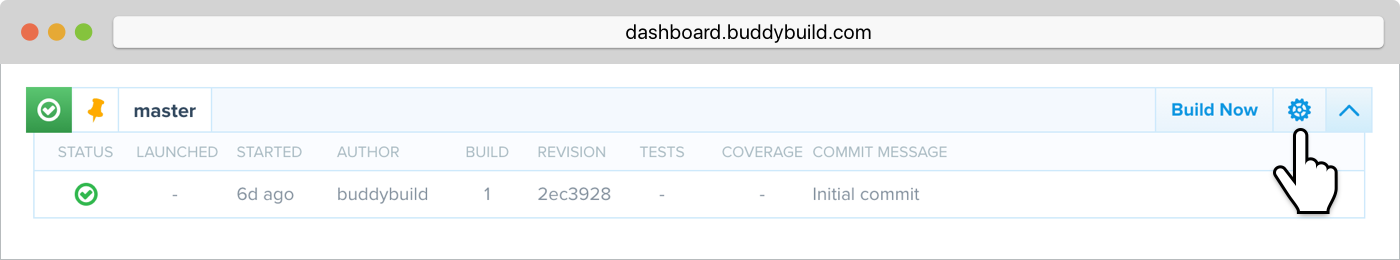 dashboard.buddybuild.com
master Build Now
STATUS LAUNCHED STARTED AUTHOR BUILD REVISION TESTS COVERAGE COMMIT MESSAGE
- 6d ago buddybuild 1 2ec3928 - - Initial commit